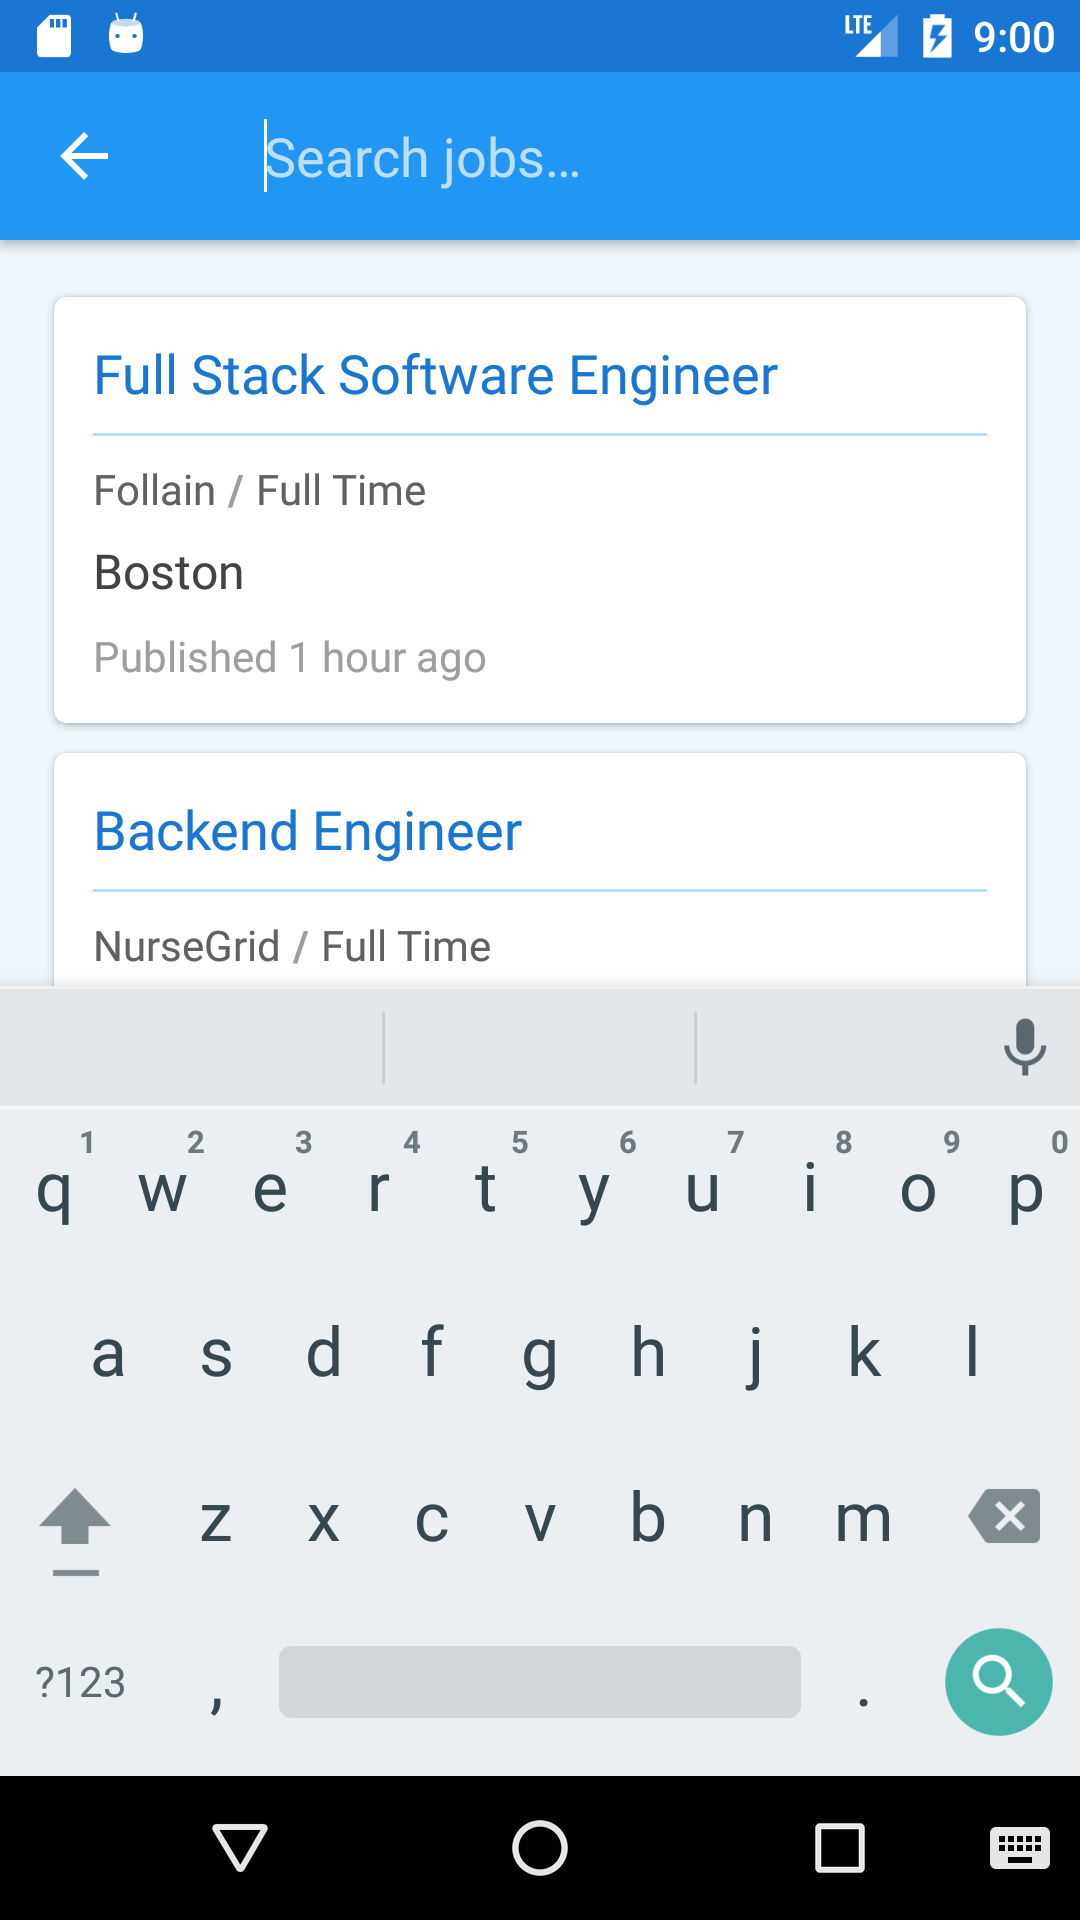 LTE 9:00
Search jobs...
Full Stack Software Engineer
Follain / Full Time
Boston
Published 1 hour ago
Backend Engineer
NurseGrid / Full Time
1 2 3 4 5 6 7 8 9 0
q w e r t y u i o p
a s d f g h j k l
z x c v b n m
?123 , .